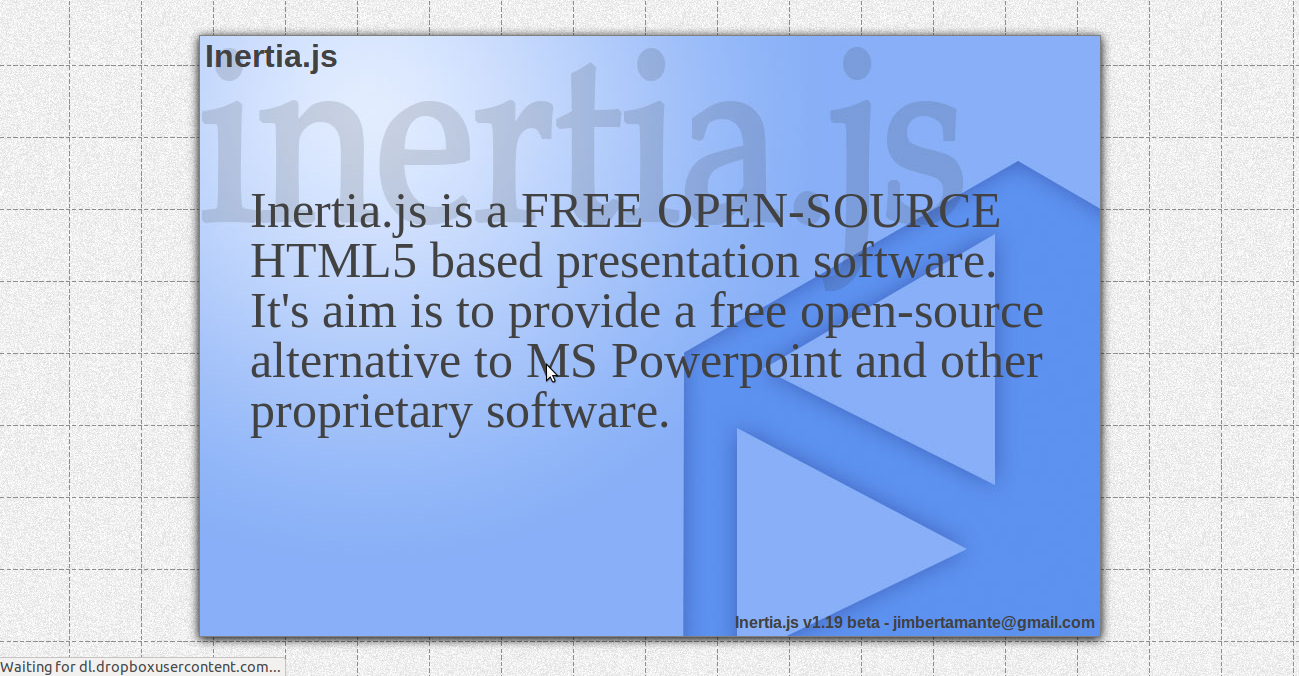 Inertia.js
inertia.js
Inertia.js is a FREE OPEN-SOURCE
HTML5 based presentation software.
It's aim is to provide a free open-source
alternative to MS Powerpoint and other
proprietary software.
Inertia.js v1.19 beta - jimbertamante@gmail.com
Waiting for dl.dropboxusercontent.com...